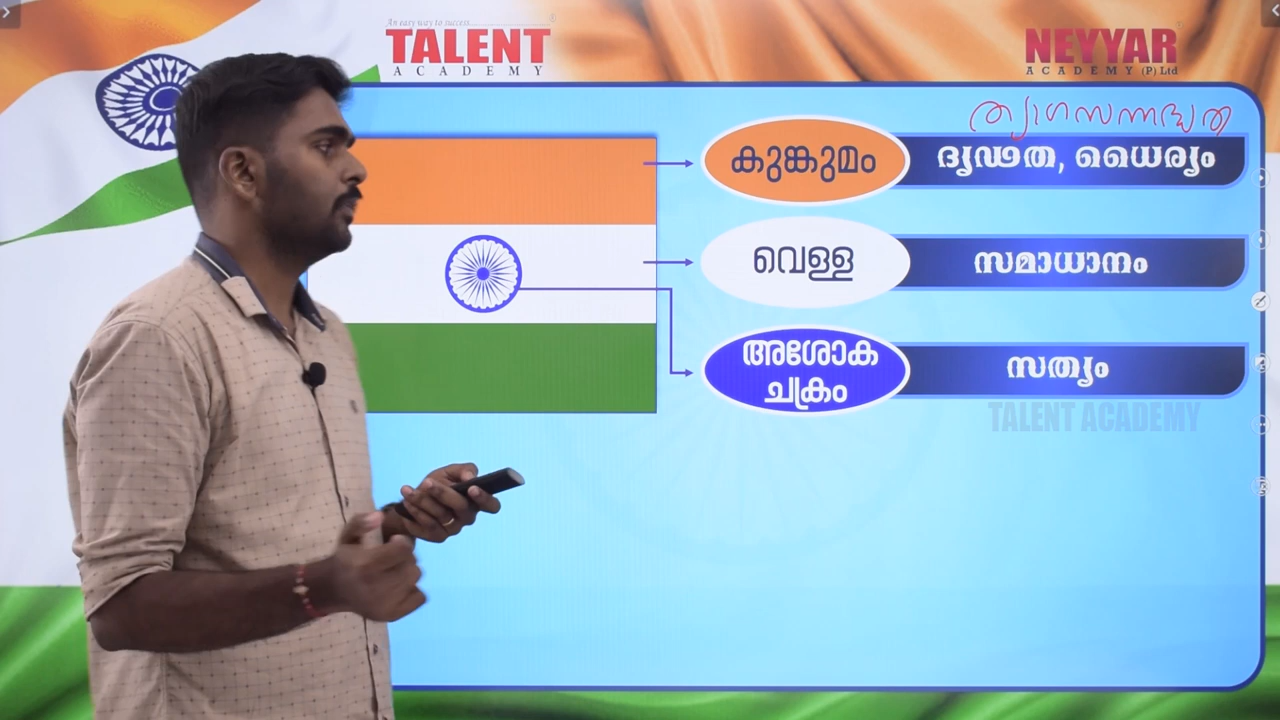 An easy way to success
TALENT
ACADEMY
NEYYAR
ACADEMY (P) Ltd
ത്യാഗസന്നദ്ധത
കുങ്കുമം
ദൃഢത, ധൈര്യം
വെള്ള
സമാധാനം
അശോക
ചക്രം
സത്യം
TALENT ACADEMY